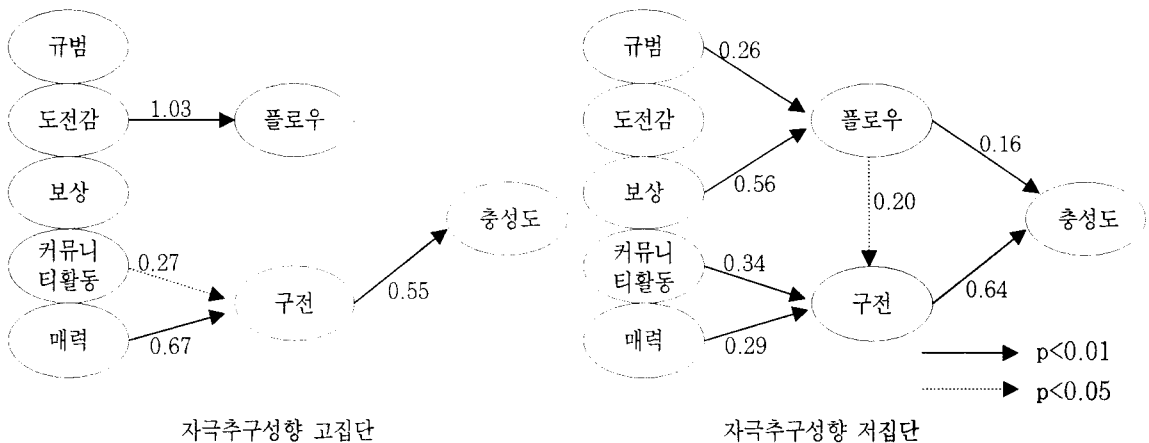 규범
도전감
1.03
플로우
보상
커뮤니
티활동
0.27
매력
0.67
구전
0.55
충성도
자극추구성향 고집단
규범
0.26
도전감
플로우
보상
0.56
0.16
0.20
충성도
커뮤니
티활동
0.34
구전
0.64
매력
0.29
p<0.01
p<0.05
자극추구성향 저집단